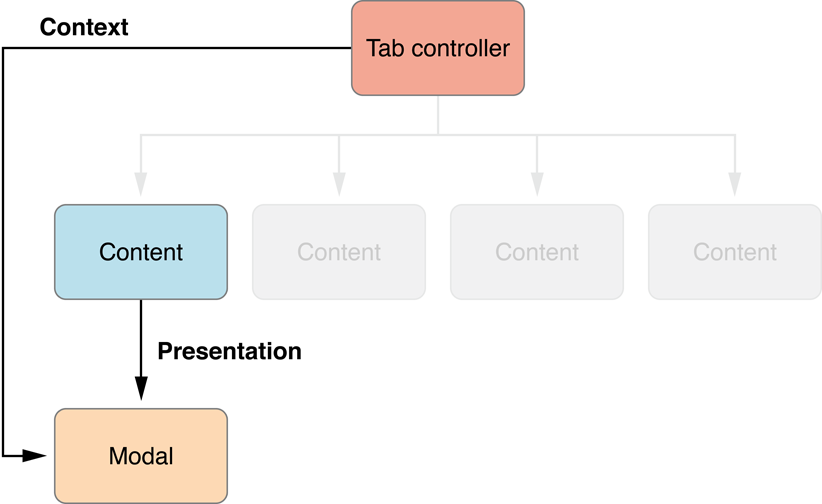 Context
Tab controller
Content
Content
Content
Content
Presentation
Modal